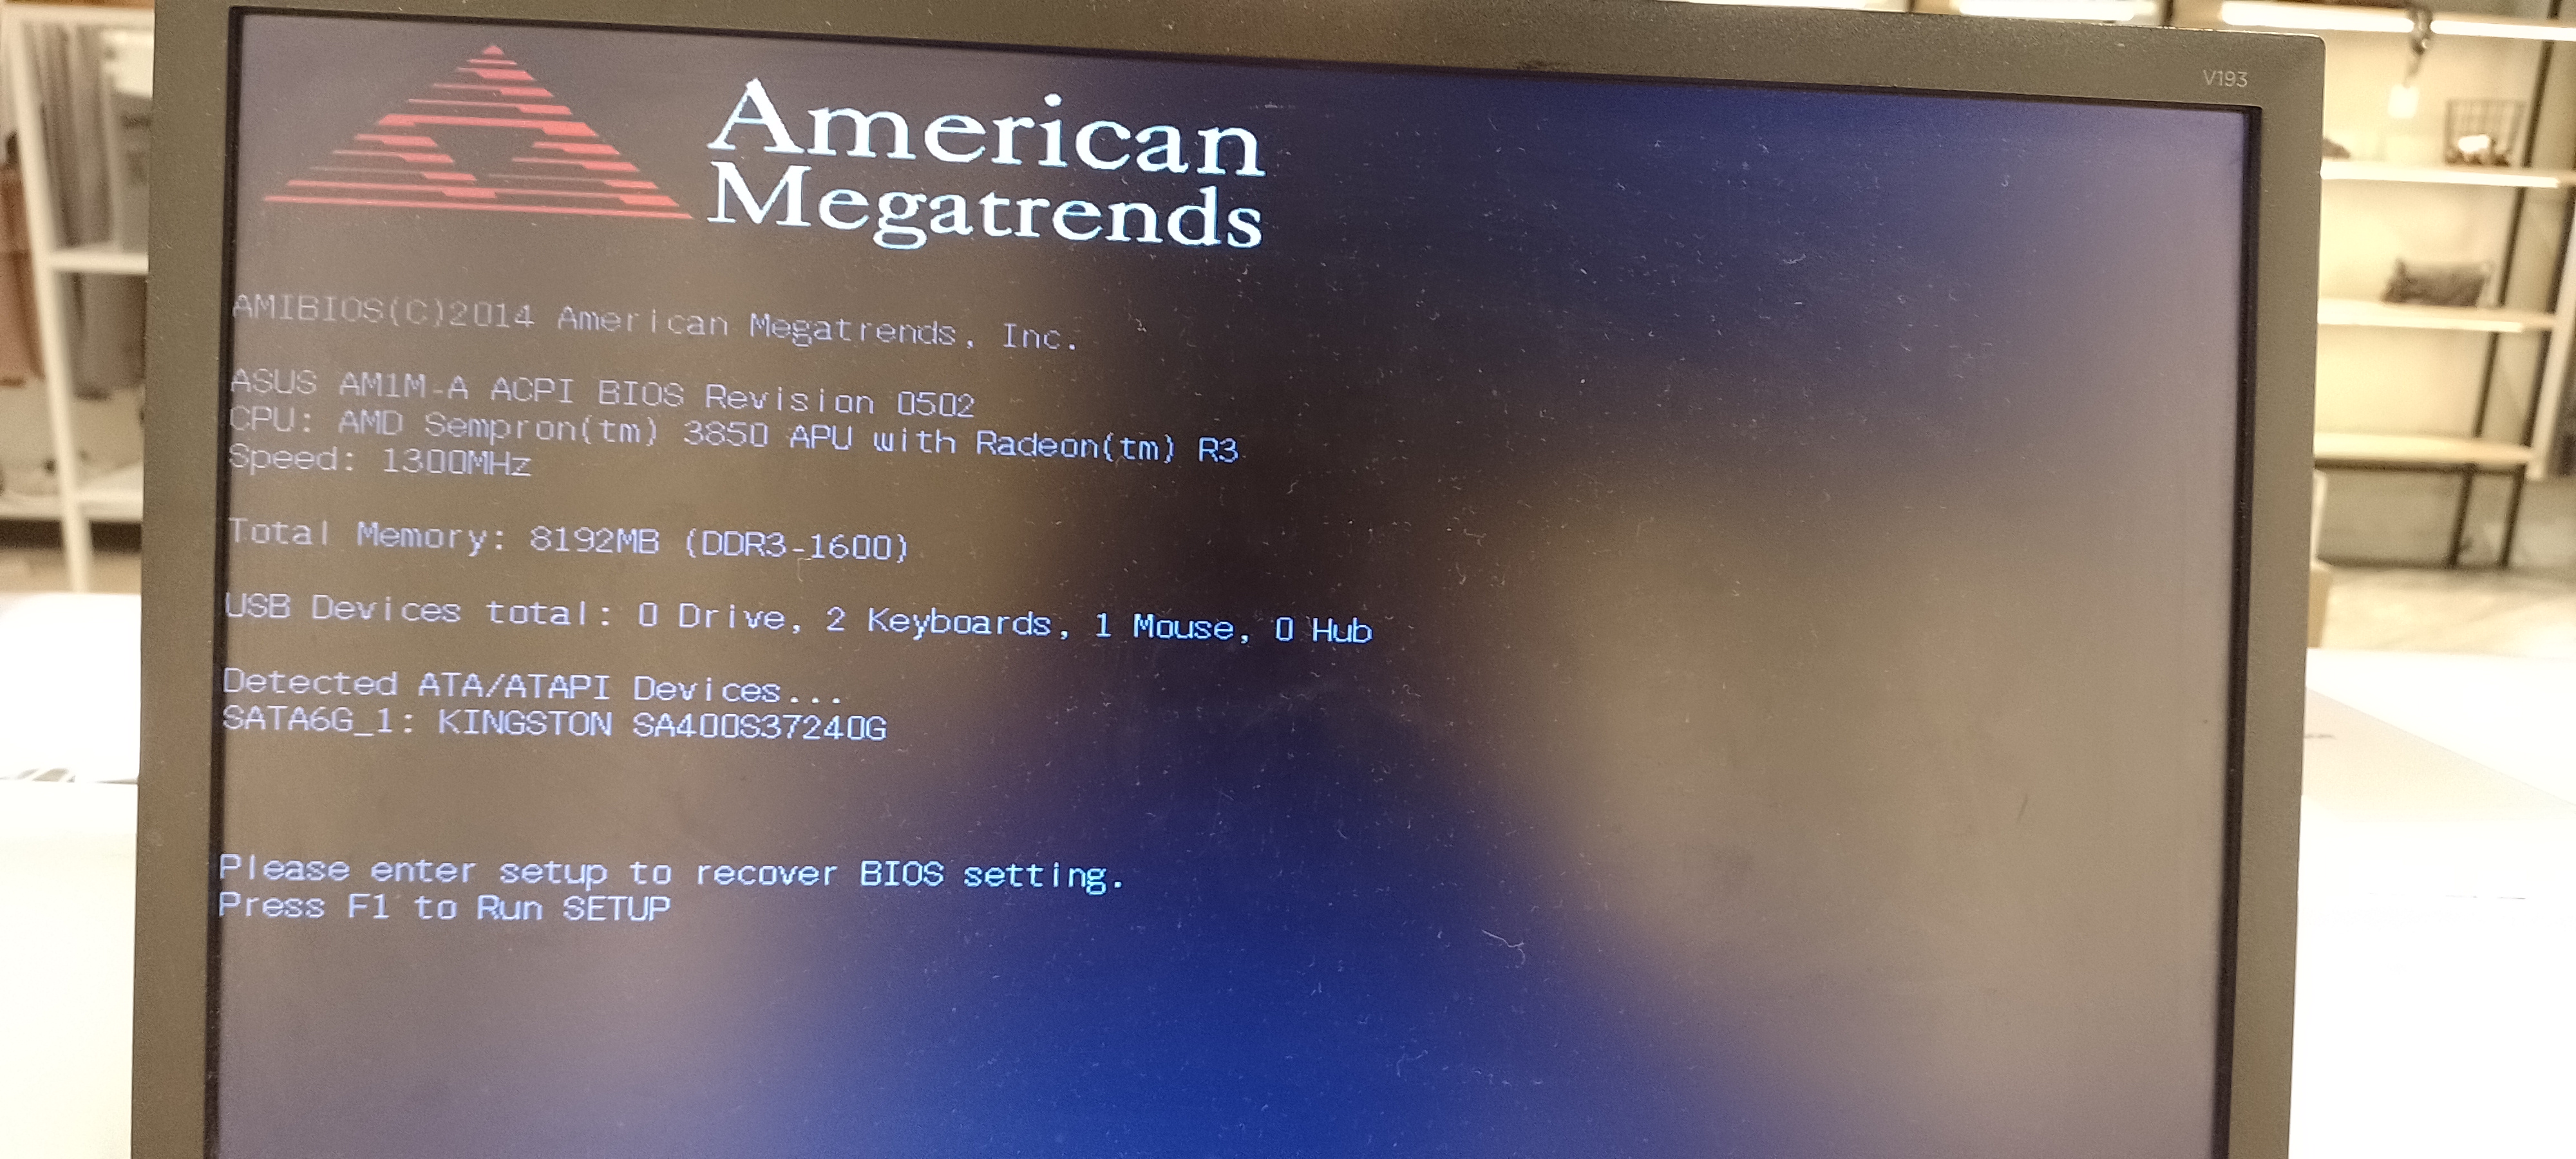 V193
American
Megatrends
AMIBIOS(C)2014 American Megatrends, Inc.
ASUS AM1M-A ACPI BIOS Revision 0502
CPU: AMD Sempron(tm) 3850 APU with Radeon(tm) R3
Speed: 1300MHz
Total Memory: 8192MB (DDR3-1600)
USB Devices total: 0 Drive, 2 Keyboards, 1 Mouse, 0 Hub
Detected ATA/ATAPI Devices...
SATA6G_1: KINGSTON SA400S37240G
Please enter setup to recover BIOS setting.
Press F1 to Run SETUP